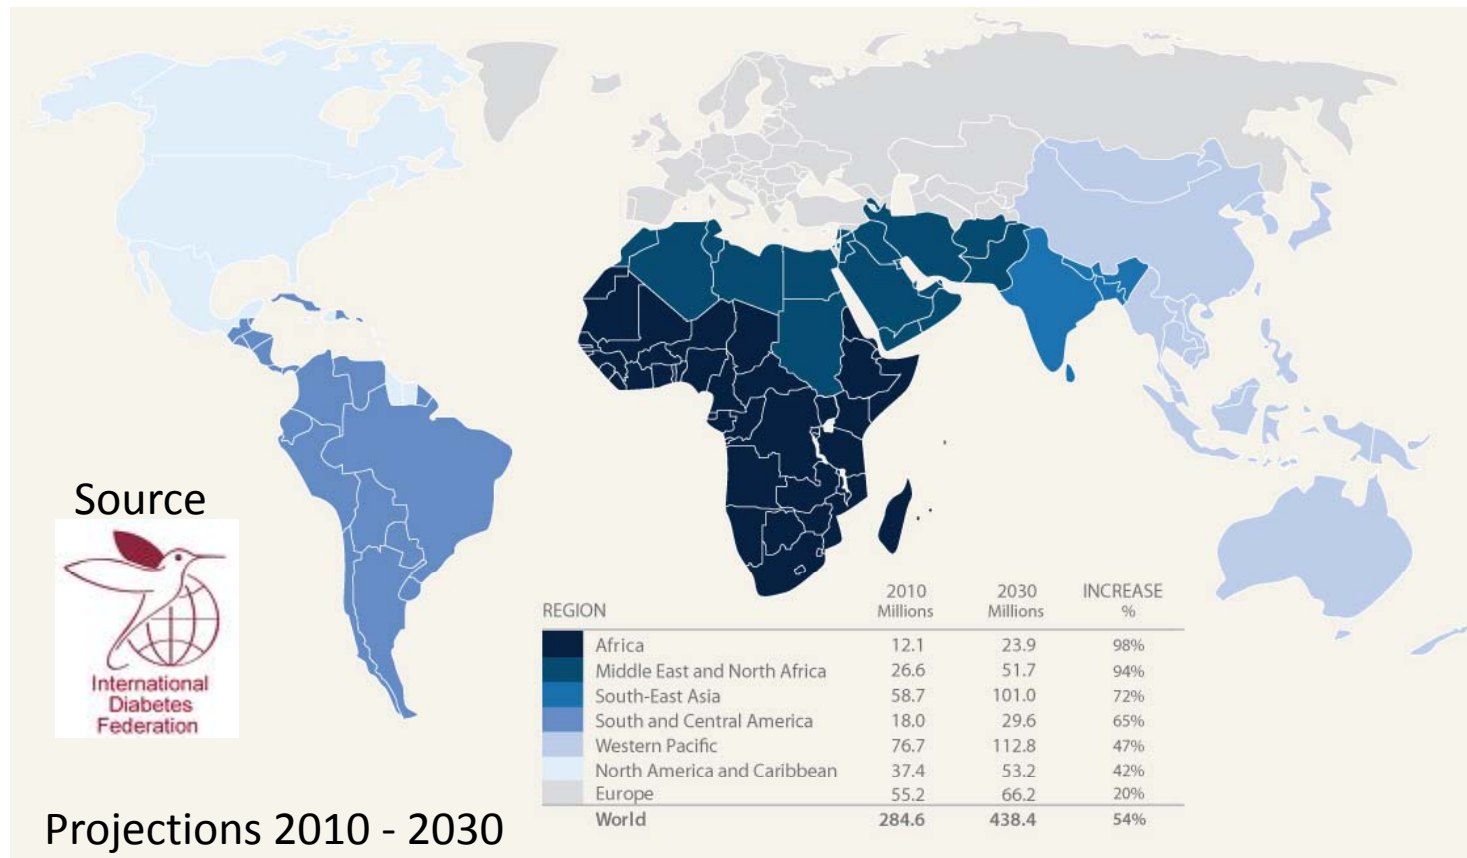 Source
International
Diabetes
Federation
Projections 2010 - 2030
REGION 2010 Millions 2030 Millions INCREASE %
Africa 12.1 23.9 98%
Middle East and North Africa 26.6 51.7 94%
South-East Asia 58.7 101.0 72%
South and Central America 18.0 29.6 65%
Western Pacific 76.7 112.8 47%
North America and Caribbean 37.4 53.2 42%
Europe 55.2 66.2 20%
World 284.6 438.4 54%